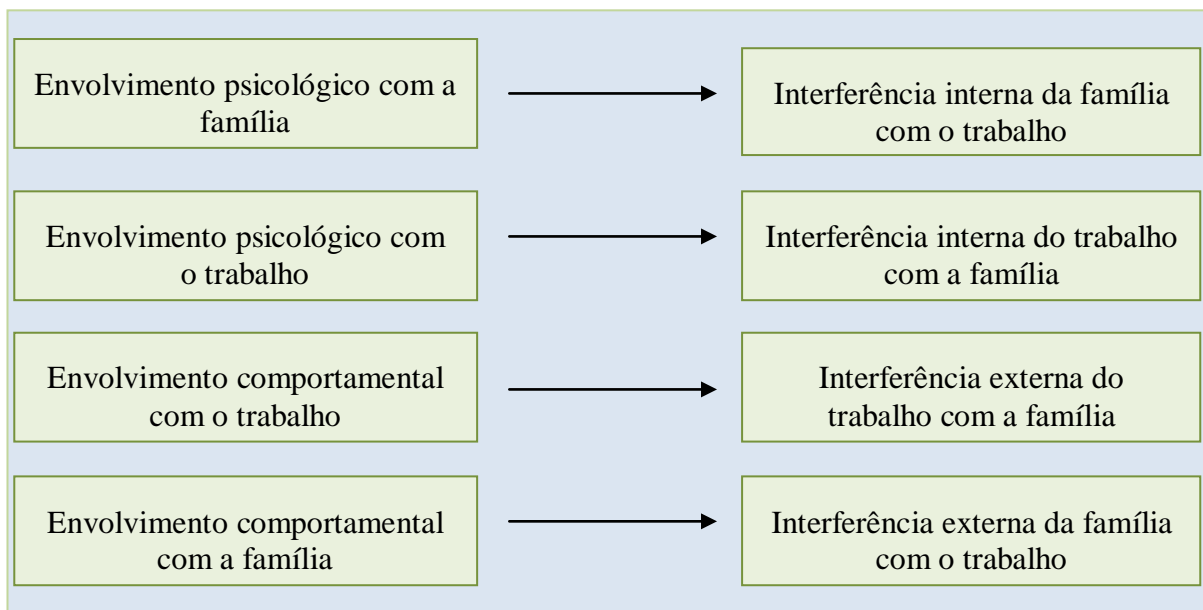 Envolvimento psicológico com a
família
Interferência interna da família
com o trabalho
Envolvimento psicológico com
o trabalho
Interferência interna do trabalho
com a família
Envolvimento comportamental
com o trabalho
Interferência externa do
trabalho com a família
Envolvimento comportamental
com a família
Interferência externa da família
com o trabalho